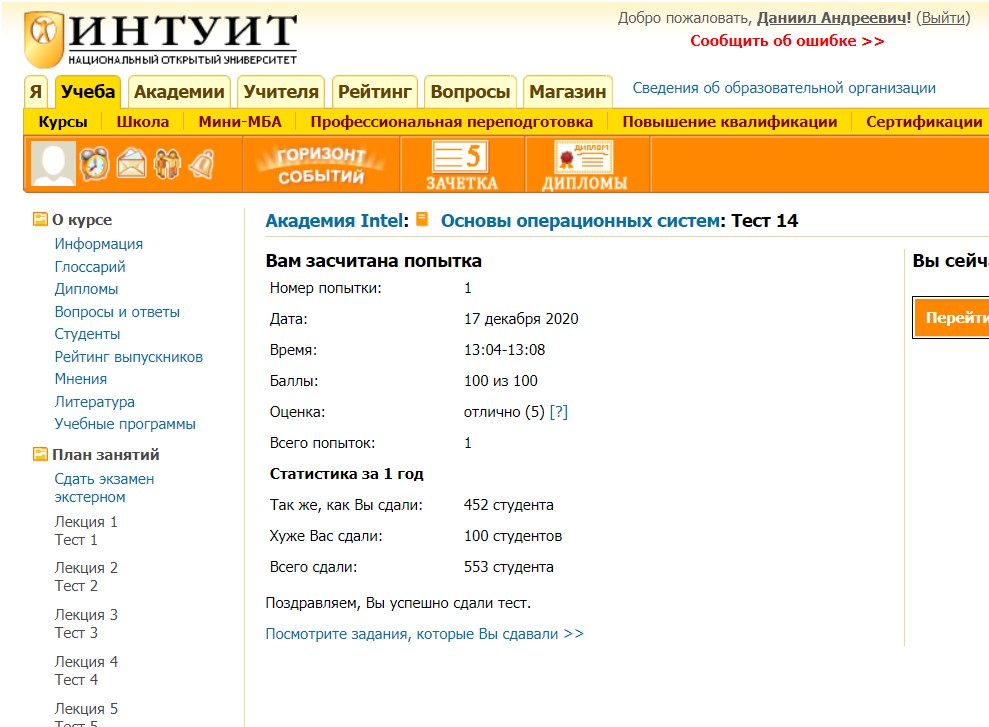 ИНТУИТ
НАЦИОНАЛЬНЫЙ ОТКРЫТЫЙ УНИВЕРСИТЕТ
Добро пожаловать, Даниил Андреевич! (Выйти)
Сообщить об ошибке >>
Я Учеба Академии Учителя Рейтинг Вопросы Магазин Сведения об образовательной организации
Курсы Школа Мини-МБА Профессиональная переподготовка Повышение квалификации Сертификации
ГОРИЗОНТ
СОБЫТИЙ
5
ЗАЧЕТКА
ДИПЛОМ
ДИПЛОМЫ
О курсе
Информация
Глоссарий
Дипломы
Вопросы и ответы
Студенты
Рейтинг выпускников
Мнения
Литература
Учебные программы
План занятий
Сдать экзамен
экстерном
Лекция 1
Тест 1
Лекция 2
Тест 2
Лекция 3
Тест 3
Лекция 4
Тест 4
Лекция 5
Тест 5
Академия Intel: Основы операционных систем: Тест 14
Вам засчитана попытка
Номер попытки: 1
Дата: 17 декабря 2020
Время: 13:04-13:08
Баллы: 100 из 100
Оценка: отлично (5) [?]
Всего попыток: 1
Статистика за 1 год
Так же, как Вы сдали: 452 студента
Хуже Вас сдали: 100 студентов
Всего сдали: 553 студента
Поздравляем, Вы успешно сдали тест.
Посмотрите задания, которые Вы сдавали >>
Вы сейч
Перейти